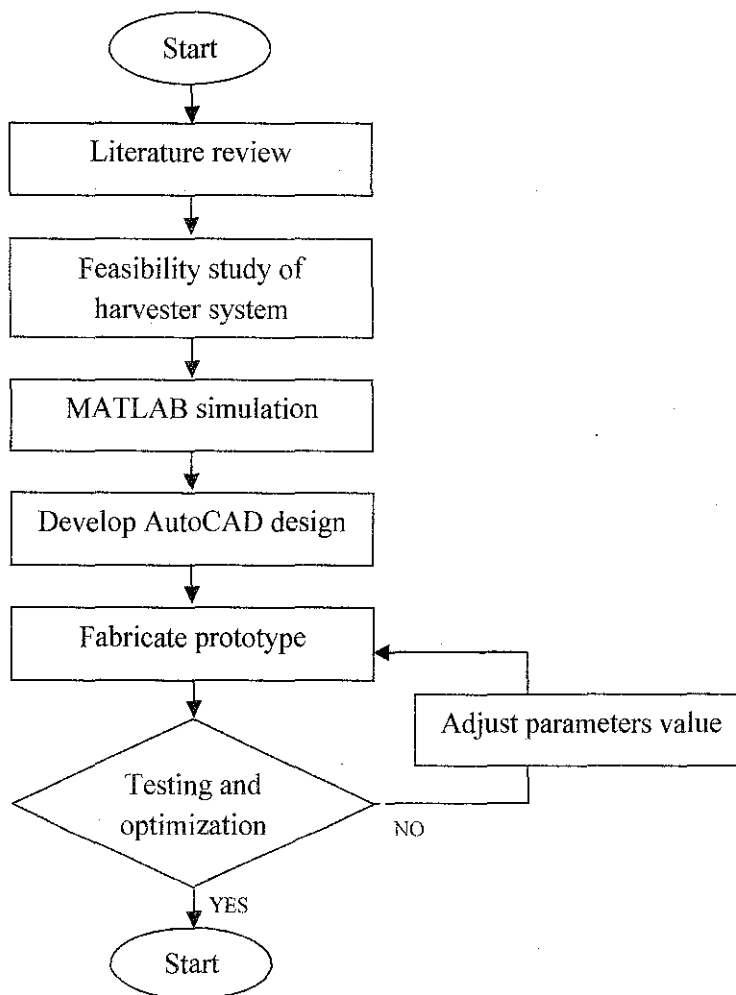 Start
Literature review
Feasibility study of
harvester system
MATLAB simulation
Develop AutoCAD design
Fabricate prototype
Adjust parameters value
Testing and
optimization
NO
YES
Start